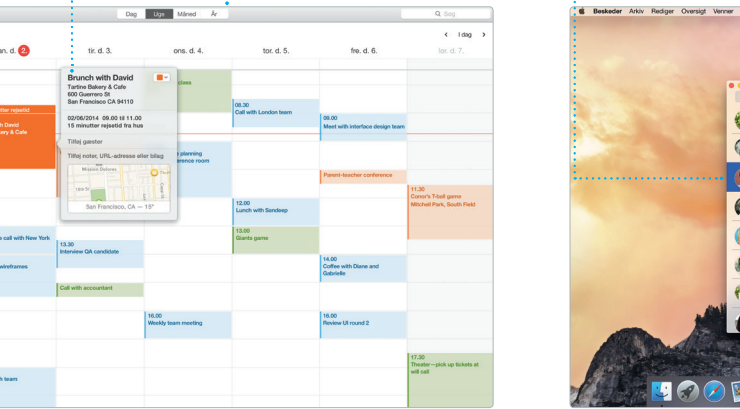 Dag Uge Måned År
Søg
I dag
an. d. 2.
tir. d. 3.
ons. d. 4.
tor. d. 5.
fre. d. 6.
lør. d. 7.
Brunch with David
Tartine Bakery & Cafe
600 Guerrero St
San Francisco CA 94110
02/06/2014 09.00 til 11.00
15 minutter rejsetid fra hus
Tilføj gæster
Tilføj noter, URL-adresse eller bilag
Mission Dolores
San Francisco, CA — 15°
utter rejsetid
h David
ery & Cafe
class
planning
erence room
08.30
Call with London team
09.00
Meet with interface design team
Parent-teacher conference
11.30
Conor's T-ball game
Mitchell Park, South Field
12.00
Lunch with Sandeep
13.00
Giants game
e call with New York
13.30
Interview QA candidate
wireframes
14.00
Coffee with Diane and
Gabrielle
Call with accountant
16.00
Weekly team meeting
16.00
Review UI round 2
17.30
Theater—pick up tickets at
will call
h team
Beskeder Arkiv Rediger Oversigt Venner